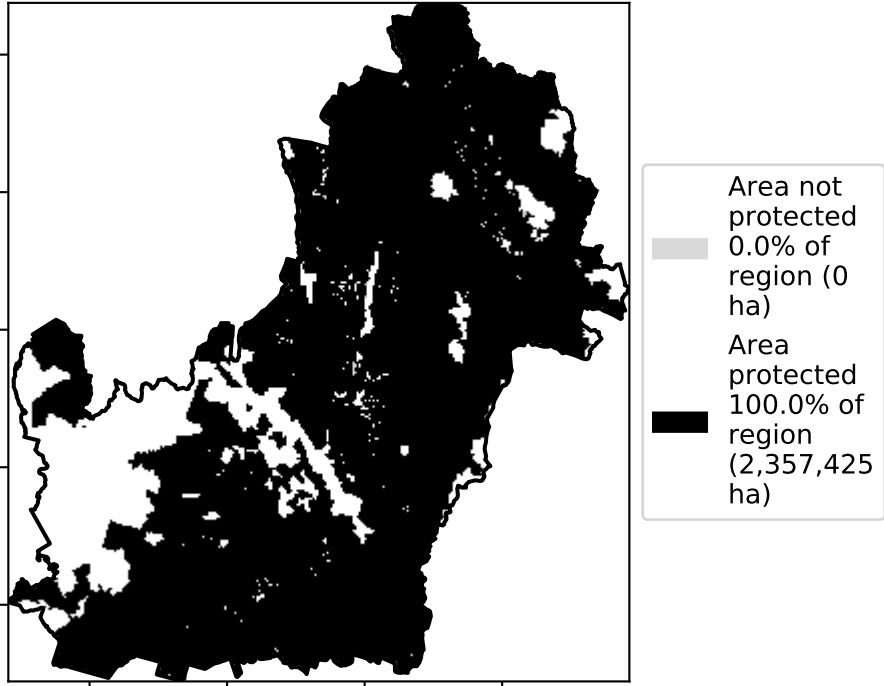 Area not
protected
0.0% of
region (0
ha)
Area
protected
100.0% of
region
(2,357,425
ha)